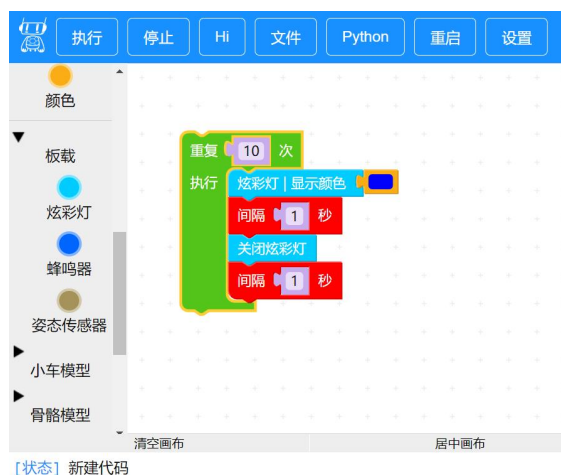 执行 停止 Hi 文件 Python 重启 设置
颜色
板载
炫彩灯
蜂鸣器
姿态传感器
小车模型
骨骼模型
重复 10 次
执行 炫彩灯 | 显示颜色
间隔 1 秒
关闭炫彩灯
间隔 1 秒
清空画布 居中画布
[状态] 新建代码